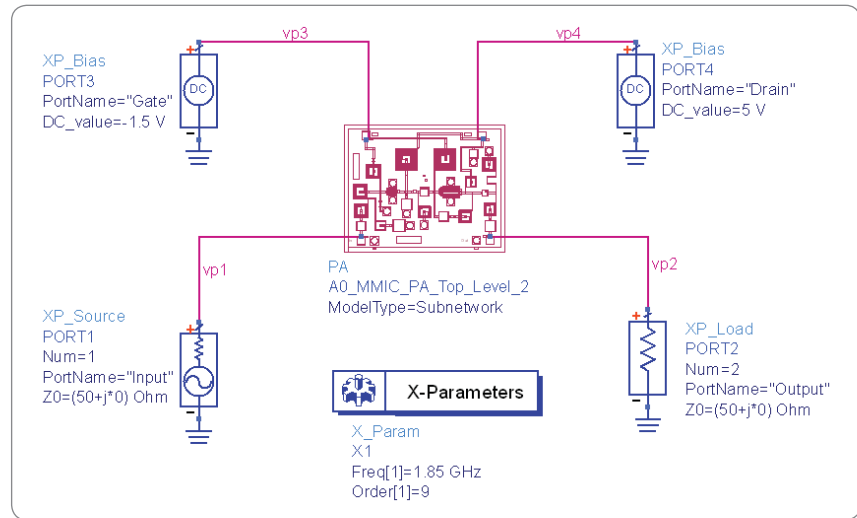 vp3
vp4
XP_Bias
PORT3
PortName="Gate"
DC_value=-1.5 V
+
DC
-
+
DC
-
XP_Bias
PORT4
PortName="Drain"
DC_value=5 V
vp1
vp2
PA
A0_MMIC_PA_Top_Level_2
ModelType=Subnetwork
XP_Source
PORT1
Num=1
PortName="Input"
Z0=(50+j*0) Ohm
+
-
+
-
XP_Load
PORT2
Num=2
PortName="Output"
Z0=(50+j*0) Ohm
X-Parameters
X_Param
X1
Freq[1]=1.85 GHz
Order[1]=9